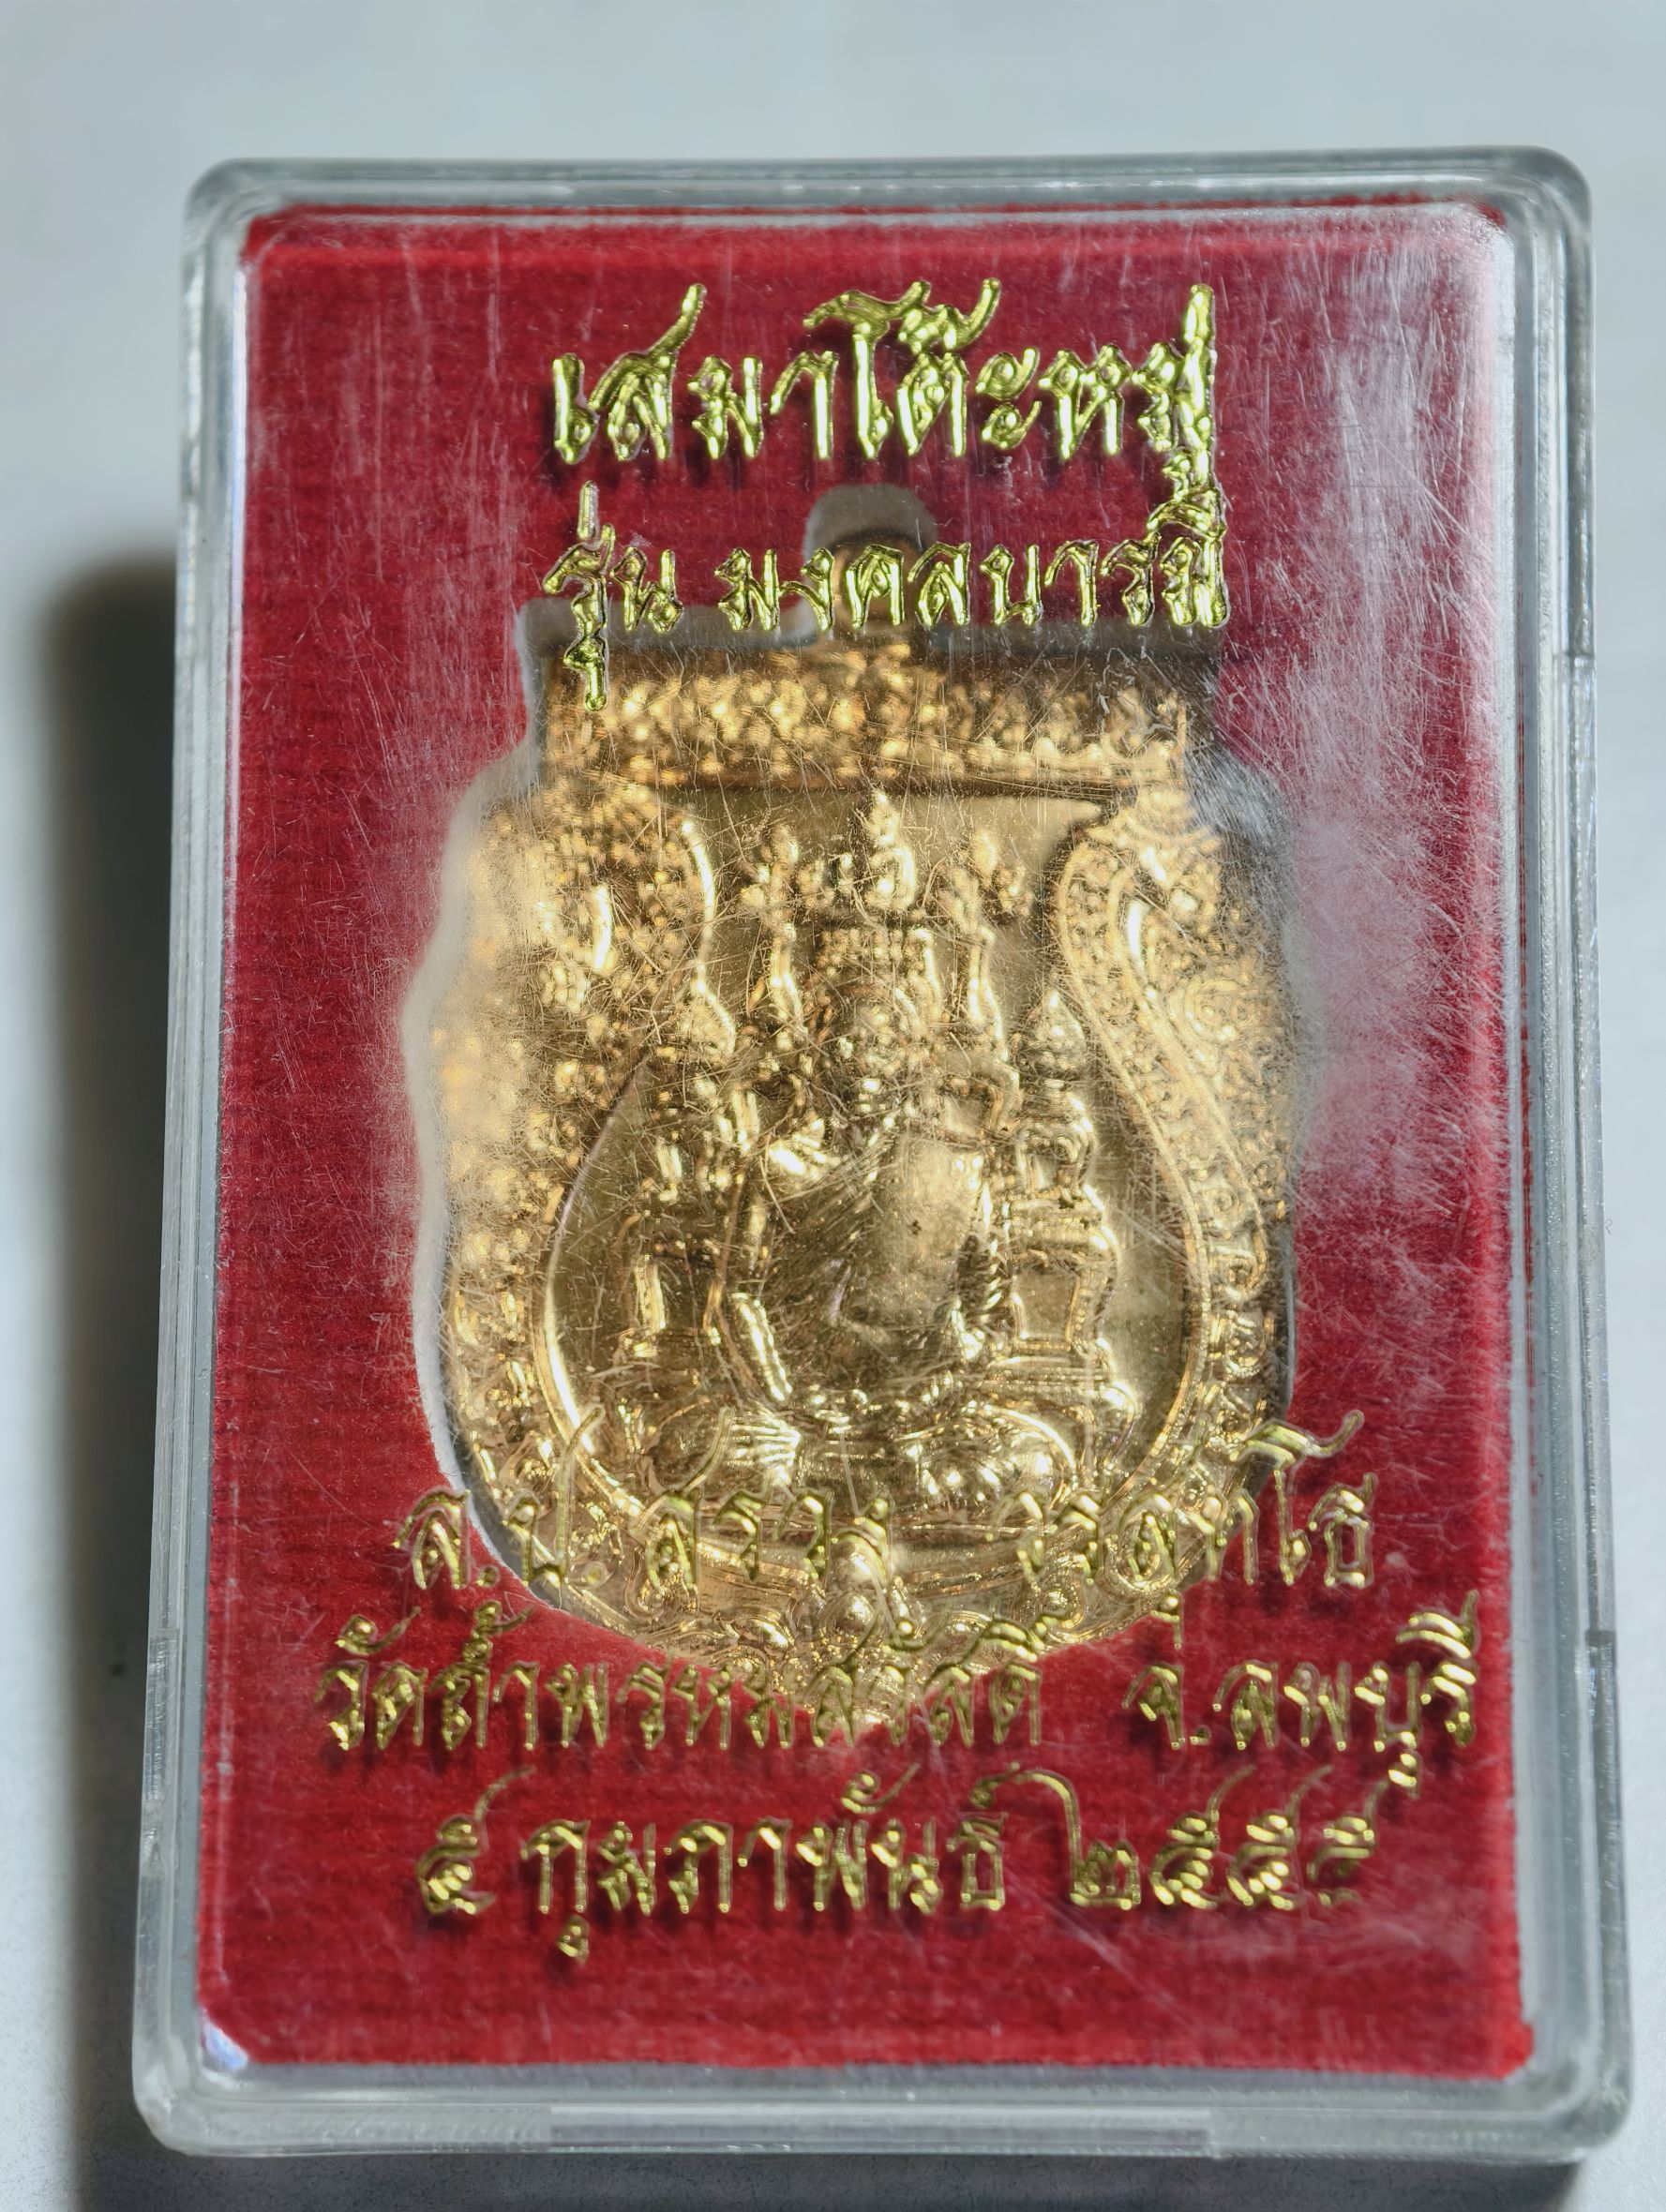 เสมาโต๊ะหมู่
รุ่น มงคลบารมี
วัดถ้ำพรหมสวัสดิ์ จ.ลพบุรี
๕ กุมภาพันธ์ ๒๕๕๕